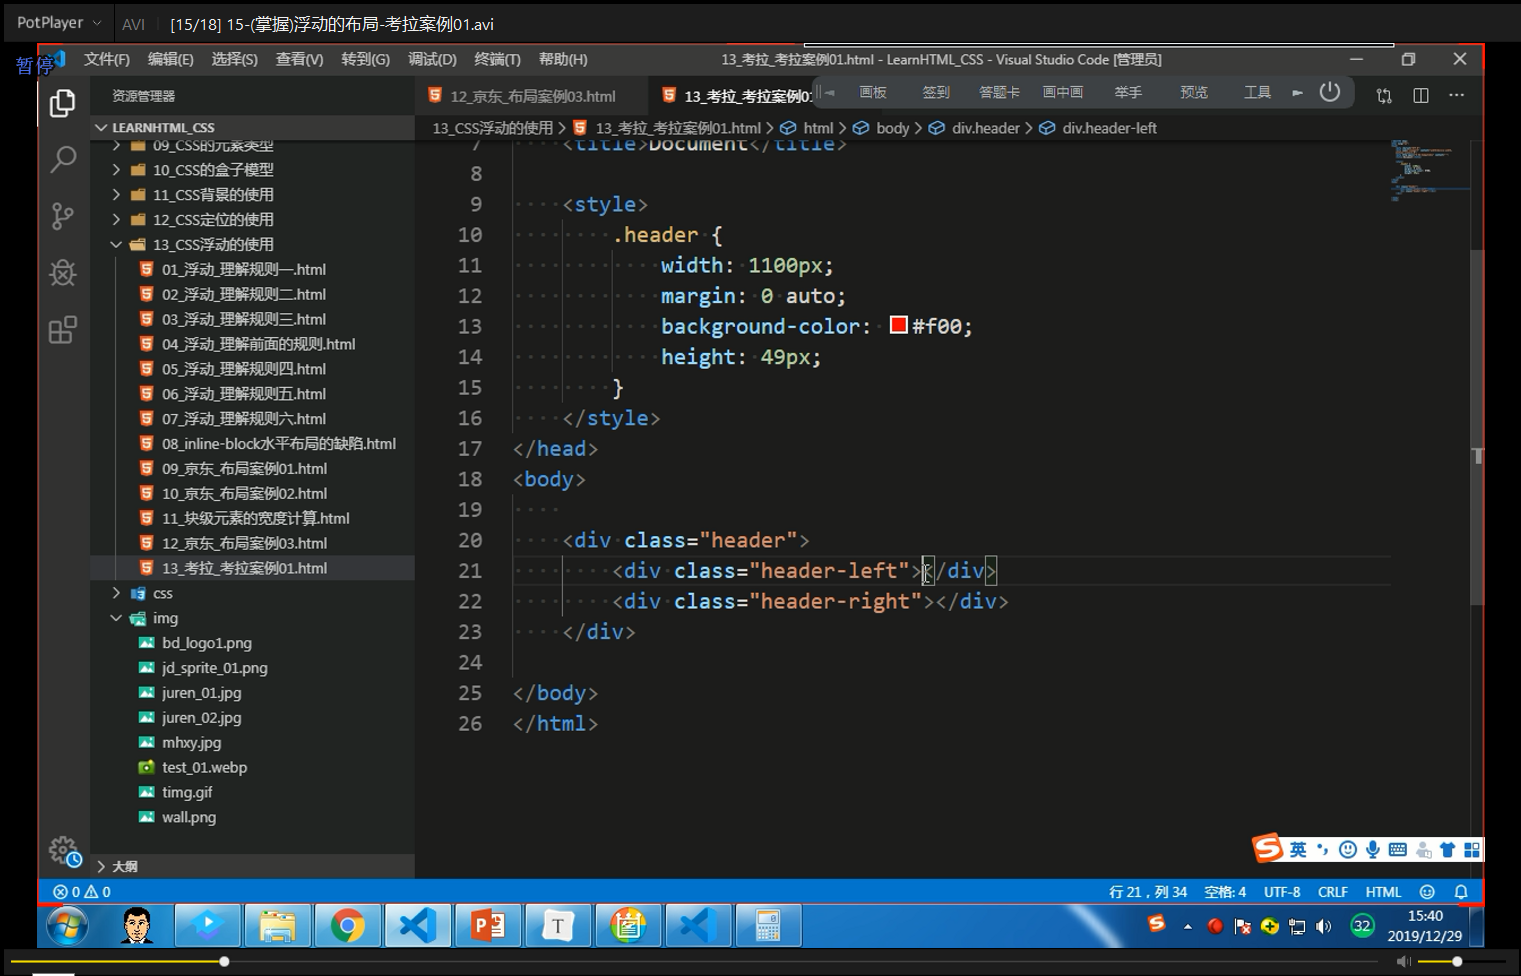 PotPlayer AVI [15/18] 15-(掌握)浮动的布局-考拉案例01.avi
暂停
文件(F) 编辑(E) 选择(S) 查看(V) 转到(G) 调试(D) 终端(T) 帮助(H) 13_考拉_考拉案例01.html - LearnHTML_CSS - Visual Studio Code [管理员]
资源管理器
12_京东_布局案例03.html
13_考拉_考拉案例01
画板 签到 答题卡 画中画 举手 预览 工具
LEARNHTML_CSS
13_CSS浮动的使用 > 13_考拉_考拉案例01.html > html > body > div.header > div.header-left
09_CSS的元素类型
10_CSS的盒子模型
11_CSS背景的使用
12_CSS定位的使用
13_CSS浮动的使用
01_浮动_理解规则一.html
02_浮动_理解规则二.html
03_浮动_理解规则三.html
04_浮动_理解前面的规则.html
05_浮动_理解规则四.html
06_浮动_理解规则五.html
07_浮动_理解规则六.html
08_inline-block水平布局的缺陷.html
09_京东_布局案例01.html
10_京东_布局案例02.html
11_块级元素的宽度计算.html
12_京东_布局案例03.html
13_考拉_考拉案例01.html
css
img
bd_logo1.png
jd_sprite_01.png
juren_01.jpg
juren_02.jpg
mhxy.jpg
test_01.webp
timg.gif
wall.png
大纲
7 <title>Document</title>
8
9 <style>
10 .header {
11 width: 1100px;
12 margin: 0 auto;
13 background-color: #f00;
14 height: 49px;
15 }
16 </style>
17 </head>
18 <body>
19
20 <div class="header">
21 <div class="header-left"></div>
22 <div class="header-right"></div>
23 </div>
24
25 </body>
26 </html>
英
0 0 行 21，列 34 空格: 4 UTF-8 CRLF HTML
32
15:40
2019/12/29